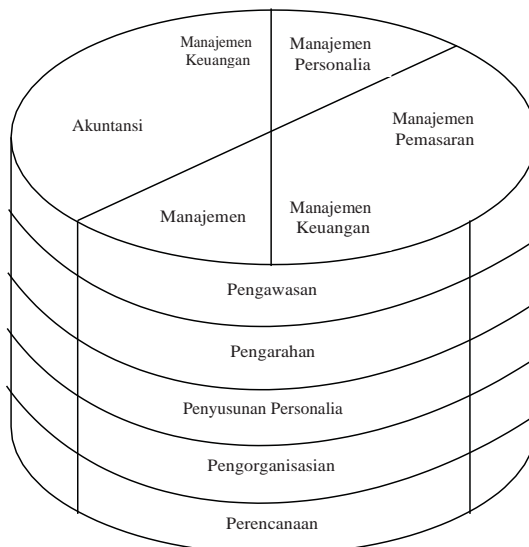 Manajemen
Keuangan
Manajemen
Personalia
Akuntansi
Manajemen
Pemasaran
Manajemen
Manajemen
Keuangan
Pengawasan
Pengarahan
Penyusunan Personalia
Pengorganisasian
Perencanaan